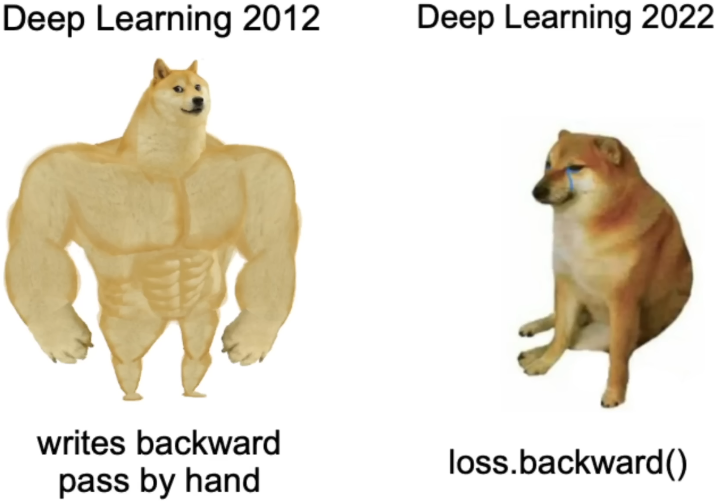 Deep Learning 2012
Deep Learning 2022
writes backward
pass by hand
loss.backward()